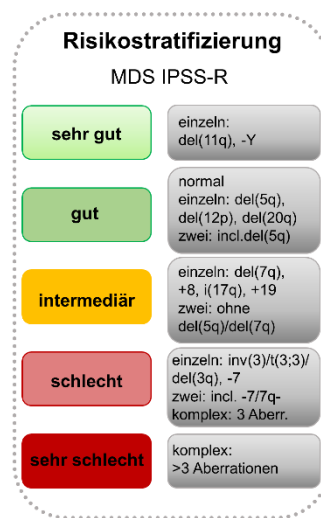 Risikostratifizierung
MDS IPSS-R
sehr gut
einzeln:
del(11q), -Y
gut
normal
einzeln: del(5q),
del(12p), del(20q)
zwei: incl.del(5q)
intermediär
einzeln: del(7q),
+8, i(17q), +19
zwei: ohne
del(5q)/del(7q)
schlecht
einzeln: inv(3)/t(3;3)/
del(3q), -7
zwei: incl. -7/7q-
komplex: 3 Aberr.
sehr schlecht
komplex:
>3 Aberrationen